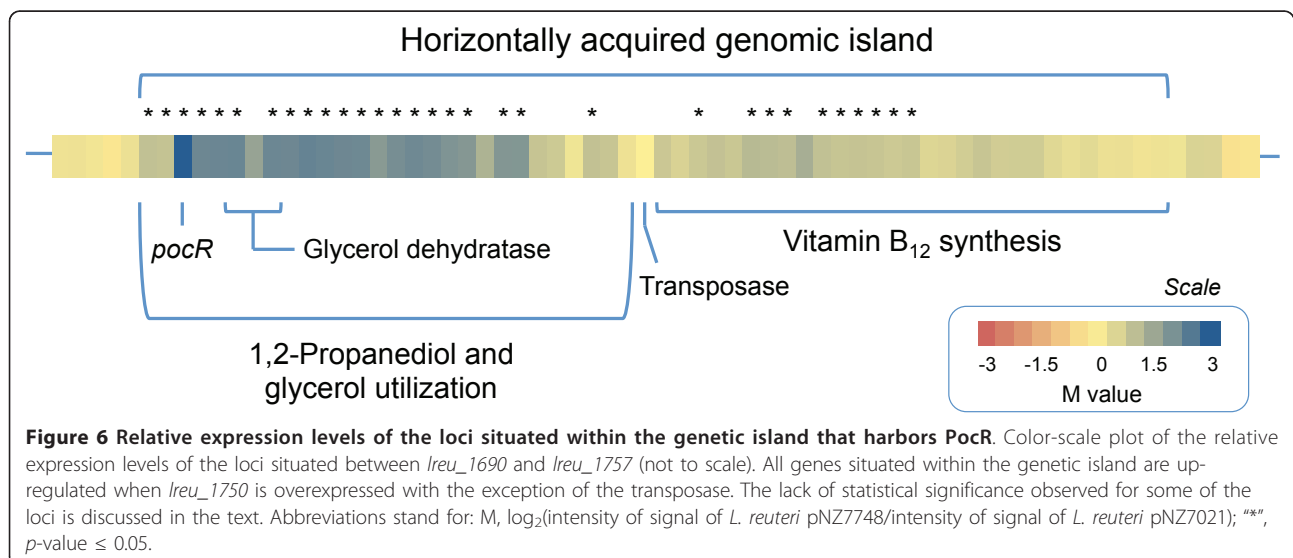 Horizontally acquired genomic island
* * * * * * * * * * * * * * * * * * * * * * * * * * * * * * *
pocR
Glycerol dehydratase
Vitamin B₁₂ synthesis
Transposase
1,2-Propanediol and
glycerol utilization
Scale
-3 -1.5 0 1.5 3
M value
Figure 6 Relative expression levels of the loci situated within the genetic island that harbors PocR. Color-scale plot of the relative
expression levels of the loci situated between lreu_1690 and lreu_1757 (not to scale). All genes situated within the genetic island are up-
regulated when lreu_1750 is overexpressed with the exception of the transposase. The lack of statistical significance observed for some of the
loci is discussed in the text. Abbreviations stand for: M, log₂(intensity of signal of L. reuteri pNZ7748/intensity of signal of L. reuteri pNZ7021); "*",
p-value ≤ 0.05.